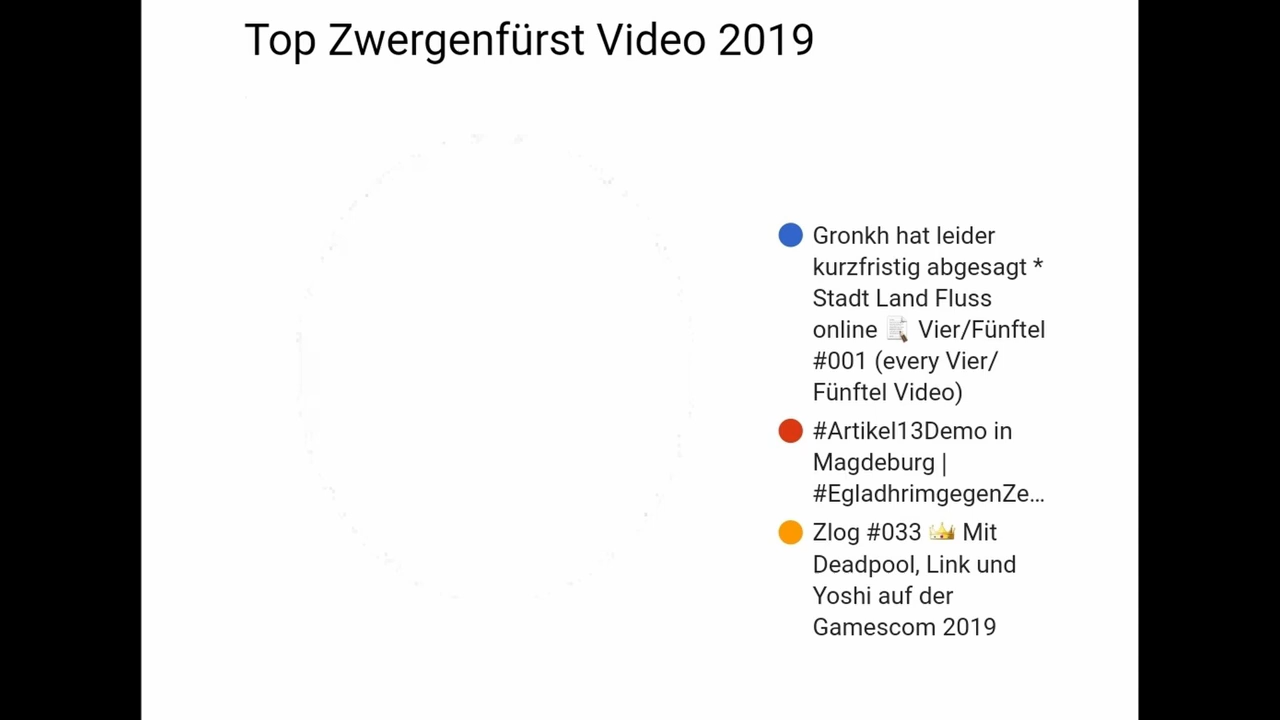 Top Zwergenfürst Video 2019
Gronkh hat leider
kurzfristig abgesagt *
Stadt Land Fluss
online 📝 Vier/Fünftel
#001 (every Vier/
Fünftel Video)
#Artikel13Demo in
Magdeburg |
#EgladhrimgegenZe…
Zlog #033 👑 Mit
Deadpool, Link und
Yoshi auf der
Gamescom 2019